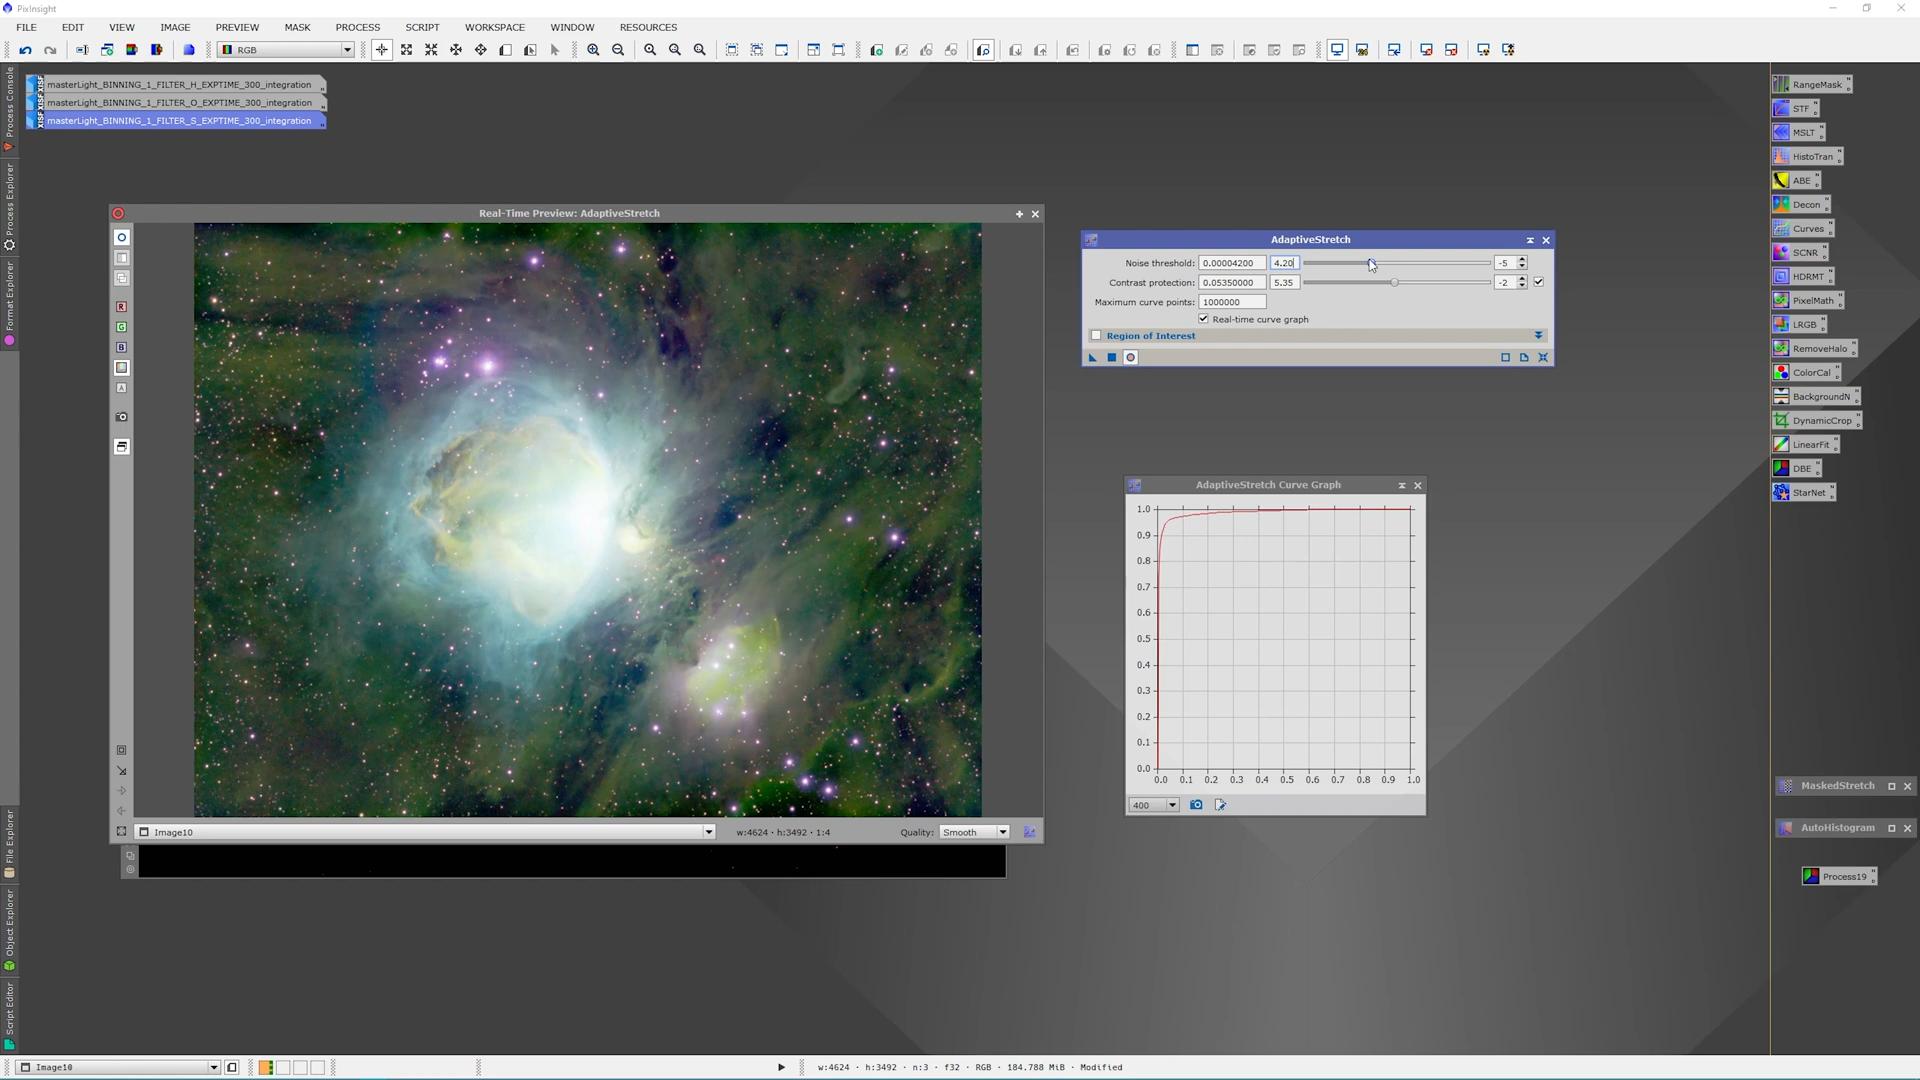 PixInsight
FILE EDIT VIEW IMAGE PREVIEW MASK PROCESS SCRIPT WORKSPACE WINDOW RESOURCES
RGB
masterLight_BINNING_1_FILTER_H_EXPTIME_300_integration
masterLight_BINNING_1_FILTER_O_EXPTIME_300_integration
masterLight_BINNING_1_FILTER_S_EXPTIME_300_integration
Process Console
Process Explorer
Format Explorer
File Explorer
Object Explorer
Script Editor
Real-Time Preview: AdaptiveStretch
R
G
B
A
Image10 w:4624 · h:3492 · 1:4 Quality: Smooth
AdaptiveStretch
Noise threshold: 0.00004200 4.20 -5
Contrast protection: 0.05350000 5.35 -2
Maximum curve points: 1000000
Real-time curve graph
Region of Interest
AdaptiveStretch Curve Graph
1.0
0.9
0.8
0.7
0.6
0.5
0.4
0.3
0.2
0.1
0.0
0.0 0.1 0.2 0.3 0.4 0.5 0.6 0.7 0.8 0.9 1.0
400
RangeMask
STF
MSLT
HistoTran
ABE
Decon
Curves
SCNR
HDRMT
PixelMath
LRGB
RemoveHalo
ColorCal
BackgroundN
DynamicCrop
LinearFit
DBE
StarNet
MaskedStretch
AutoHistogram
Process19
Image10 w:4624 · h:3492 · n:3 · f32 · RGB · 184.788 MiB · Modified